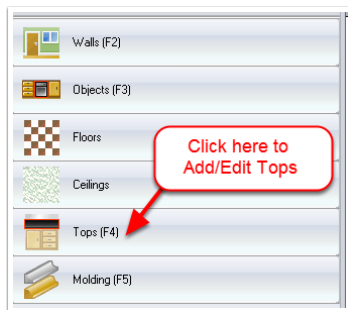 Walls (F2)
Objects (F3)
Floors
Click here to
Add/Edit Tops
Ceilings
Tops (F4)
Molding (F5)